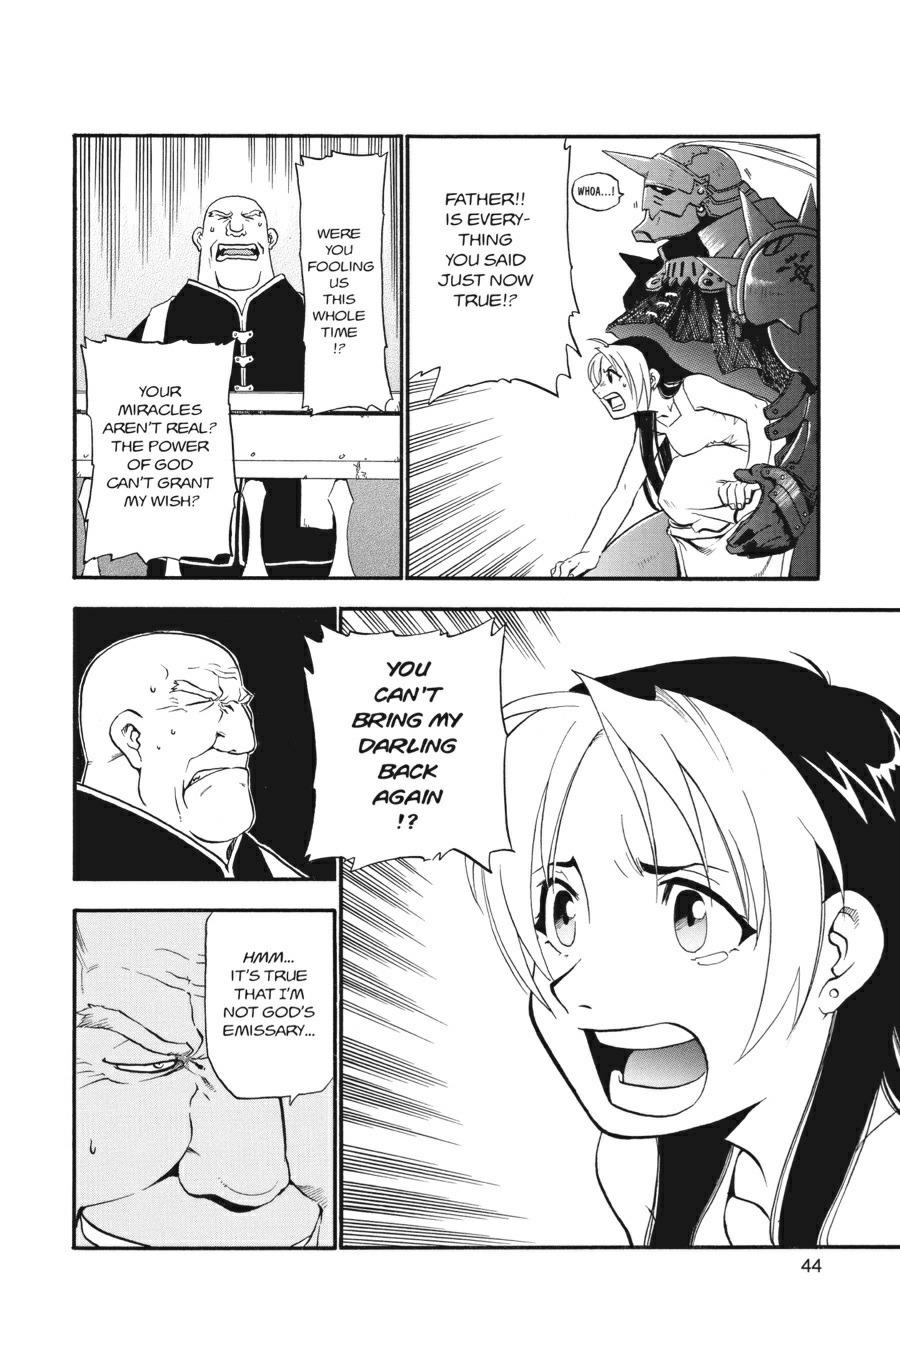 WHOA...!
FATHER!!
IS EVERY-
THING
YOU SAID
JUST NOW
TRUE!?
WERE
YOU
FOOLING
US
THIS
WHOLE
TIME
!?
YOUR
MIRACLES
AREN'T REAL?
THE POWER
OF GOD
CAN'T GRANT
MY WISH?
YOU
CAN'T
BRING MY
DARLING
BACK
AGAIN
!?
HMM...
IT'S TRUE
THAT I'M
NOT GOD'S
EMISSARY...
44